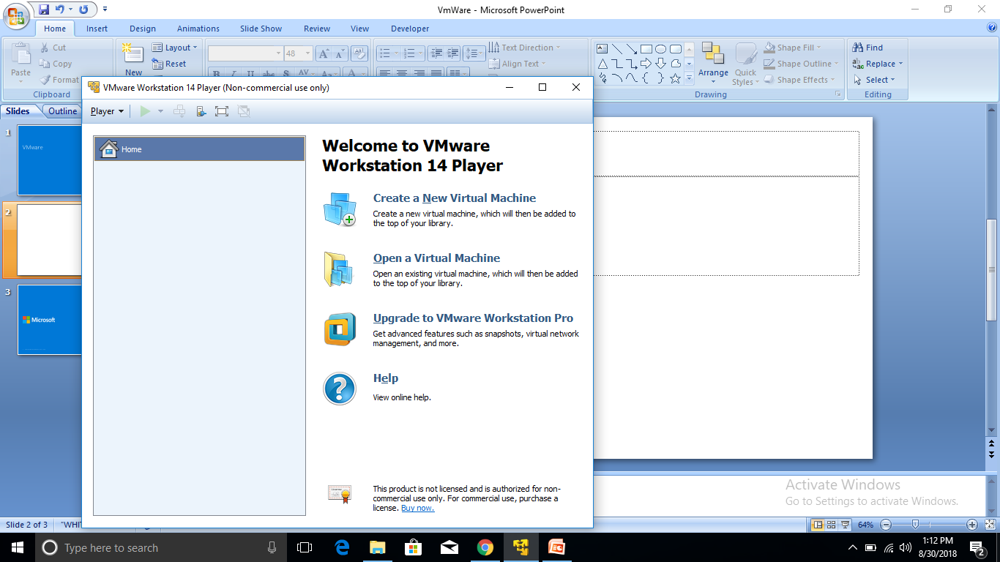 VmWare - Microsoft PowerPoint
Home Insert Design Animations Slide Show Review View Developer
Paste
Cut
Copy
Format
Clipboard
New
Layout
Reset
48
Text Direction
Align Text
Arrange
Quick Styles
Shape Fill
Shape Outline
Shape Effects
Drawing
Find
Replace
Select
Editing
Slides Outline
1
VMware
2
3
Microsoft
VMware Workstation 14 Player (Non-commercial use only)
Player
Home
Welcome to VMware
Workstation 14 Player
Create a New Virtual Machine
Create a new virtual machine, which will then be added to
the top of your library.
Open a Virtual Machine
Open an existing virtual machine, which will then be added
to the top of your library.
Upgrade to VMware Workstation Pro
Get advanced features such as snapshots, virtual network
management, and more.
Help
View online help.
This product is not licensed and is authorized for non-
commercial use only. For commercial use, purchase a
license. Buy now.
Activate Windows
Go to Settings to activate Windows.
Slide 2 of 3 "WHI
64%
Type here to search
1:12 PM
8/30/2018
2